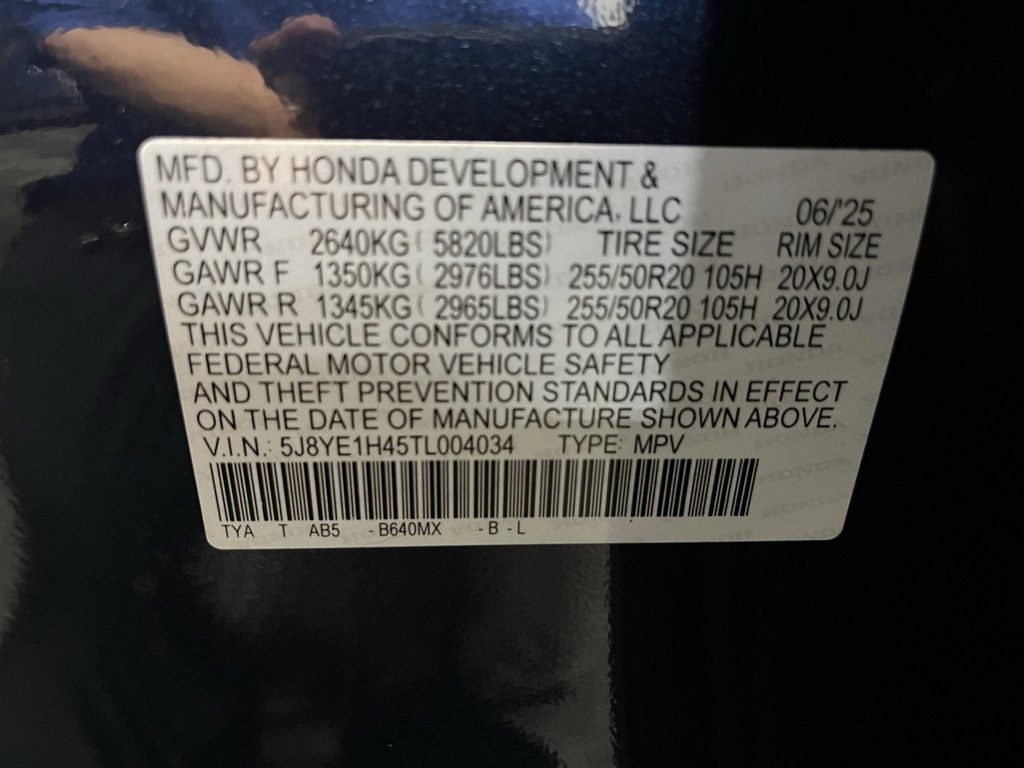 MFD. BY HONDA DEVELOPMENT &
MANUFACTURING OF AMERICA, LLC 06/'25
GVWR 2640KG ( 5820LBS) TIRE SIZE RIM SIZE
GAWR F 1350KG ( 2976LBS) 255/50R20 105H 20X9.0J
GAWR R 1345KG ( 2965LBS) 255/50R20 105H 20X9.0J
THIS VEHICLE CONFORMS TO ALL APPLICABLE
FEDERAL MOTOR VEHICLE SAFETY
AND THEFT PREVENTION STANDARDS IN EFFECT
ON THE DATE OF MANUFACTURE SHOWN ABOVE.
V.I.N.: 5J8YE1H45TL004034 TYPE: MPV
TYA T AB5 -B640MX -B -L